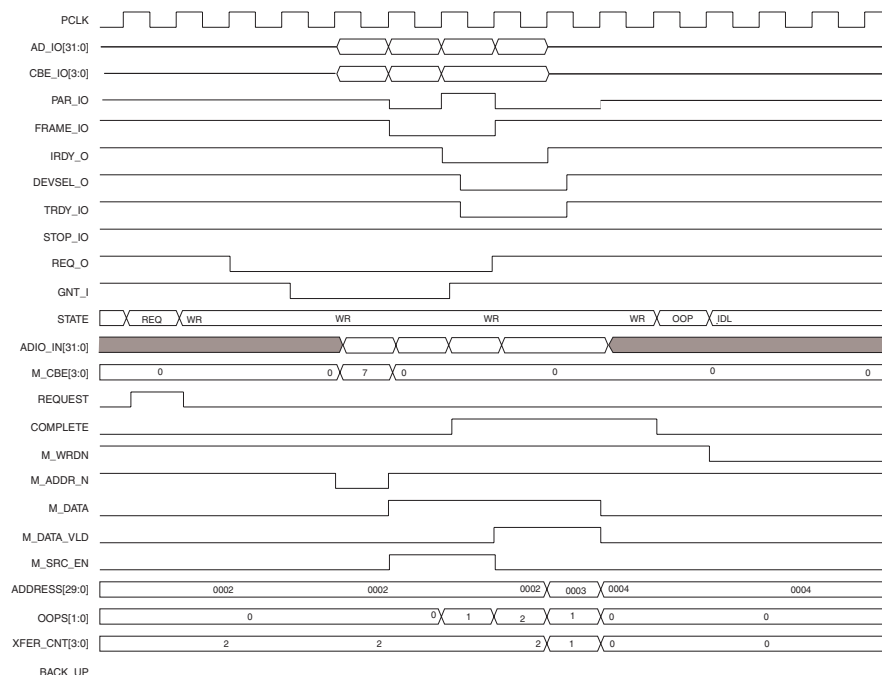 PCLK
AD_IO[31:0]
CBE_IO[3:0]
PAR_IO
FRAME_IO
IRDY_O
DEVSEL_O
TRDY_IO
STOP_IO
REQ_O
GNT_I
STATE REQ WR WR WR WR OOP IDL
ADIO_IN[31:0]
M_CBE[3:0] 0 0 7 0 0 0 0
REQUEST
COMPLETE
M_WRDN
M_ADDR_N
M_DATA
M_DATA_VLD
M_SRC_EN
ADDRESS[29:0] 0002 0002 0002 0003 0004 0004
OOPS[1:0] 0 0 1 2 1 0 0
XFER_CNT[3:0] 2 2 2 1 0 0
BACK_UP